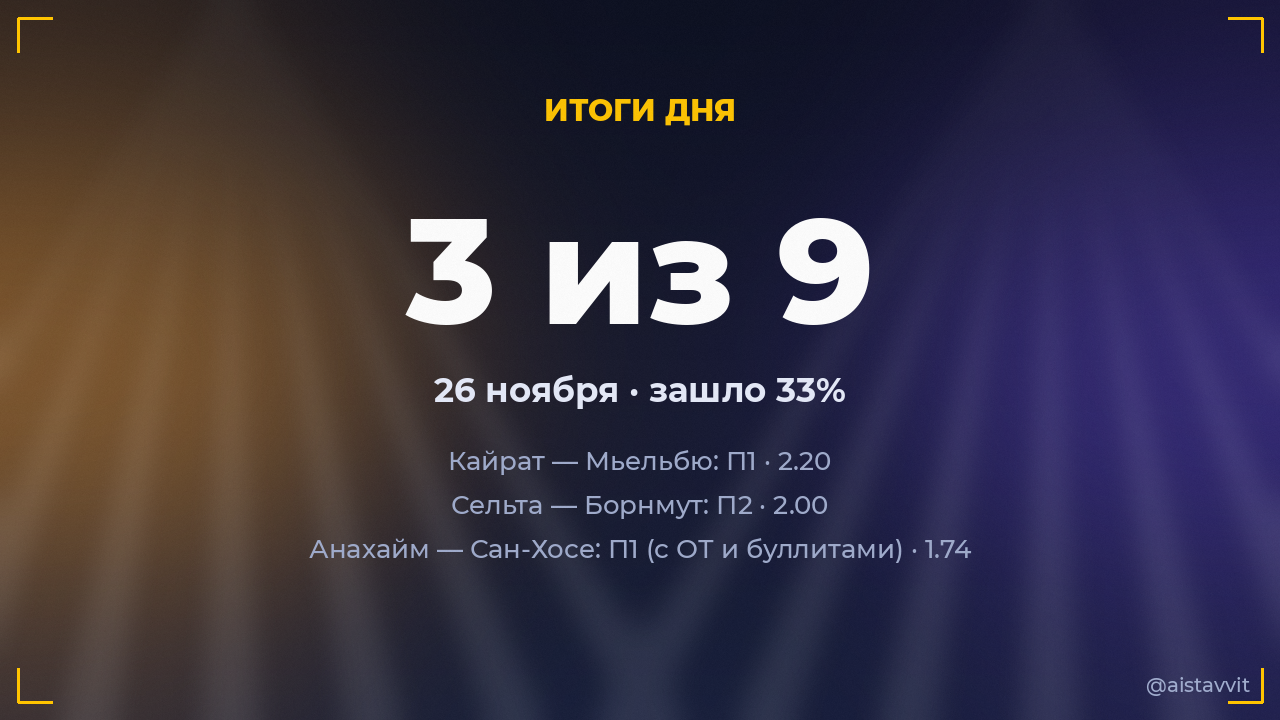 ИТОГИ ДНЯ
3 из 9
26 ноября · зашло 33%
Кайрат — Мьельбю: П1 · 2.20
Сельта — Борнмут: П2 · 2.00
Анахайм — Сан-Хосе: П1 (с ОТ и буллитами) · 1.74
@aistavvit